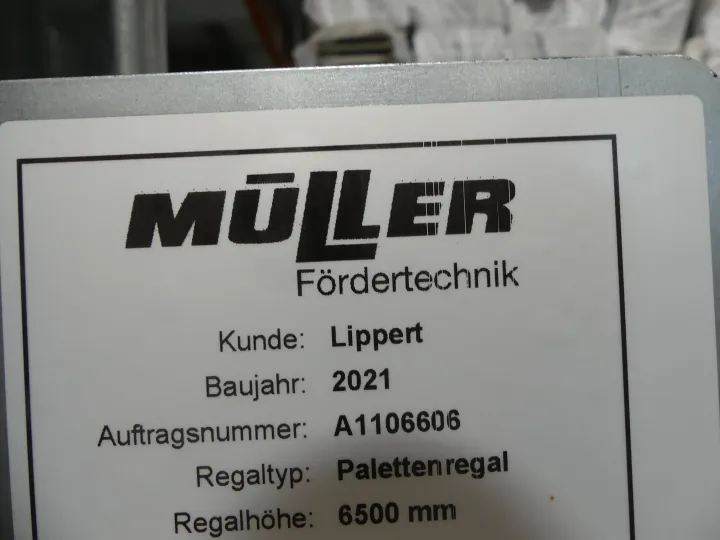 MÜLLER
Fördertechnik
Kunde: Lippert
Baujahr: 2021
Auftragsnummer: A1106606
Regaltyp: Palettenregal
Regalhöhe: 6500 mm